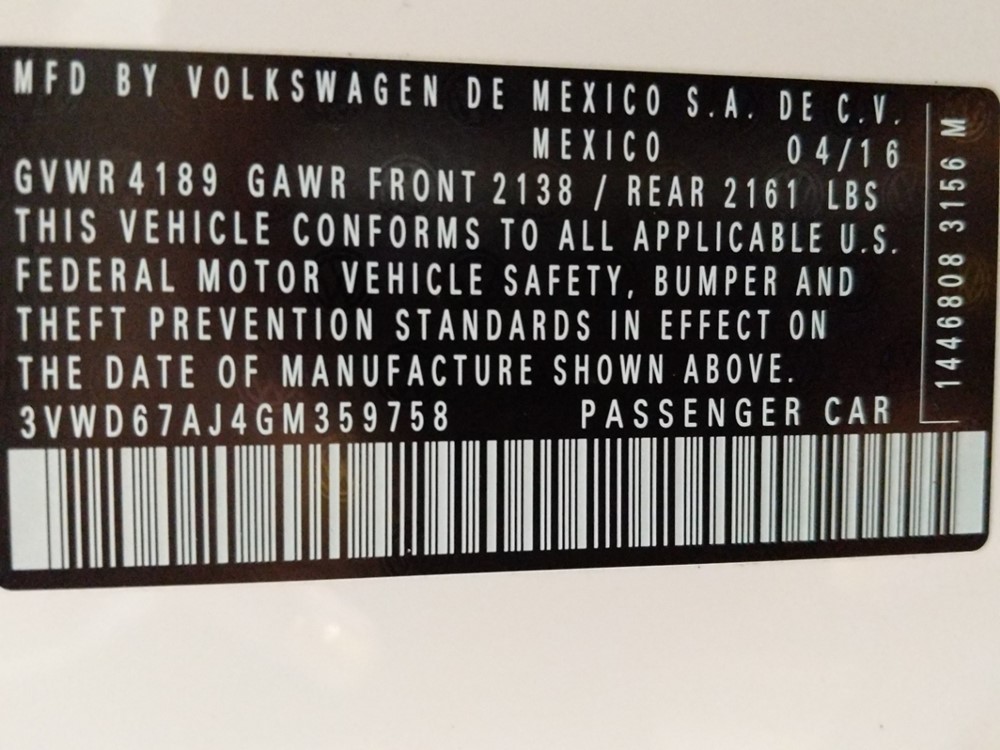 MFD BY VOLKSWAGEN DE MEXICO S.A. DE C.V.
MEXICO 04/16
GVWR4189 GAWR FRONT 2138 / REAR 2161 LBS
THIS VEHICLE CONFORMS TO ALL APPLICABLE U.S.
FEDERAL MOTOR VEHICLE SAFETY, BUMPER AND
THEFT PREVENTION STANDARDS IN EFFECT ON
THE DATE OF MANUFACTURE SHOWN ABOVE.
3VWD67AJ4GM359758 PASSENGER CAR
1446808 3156 M